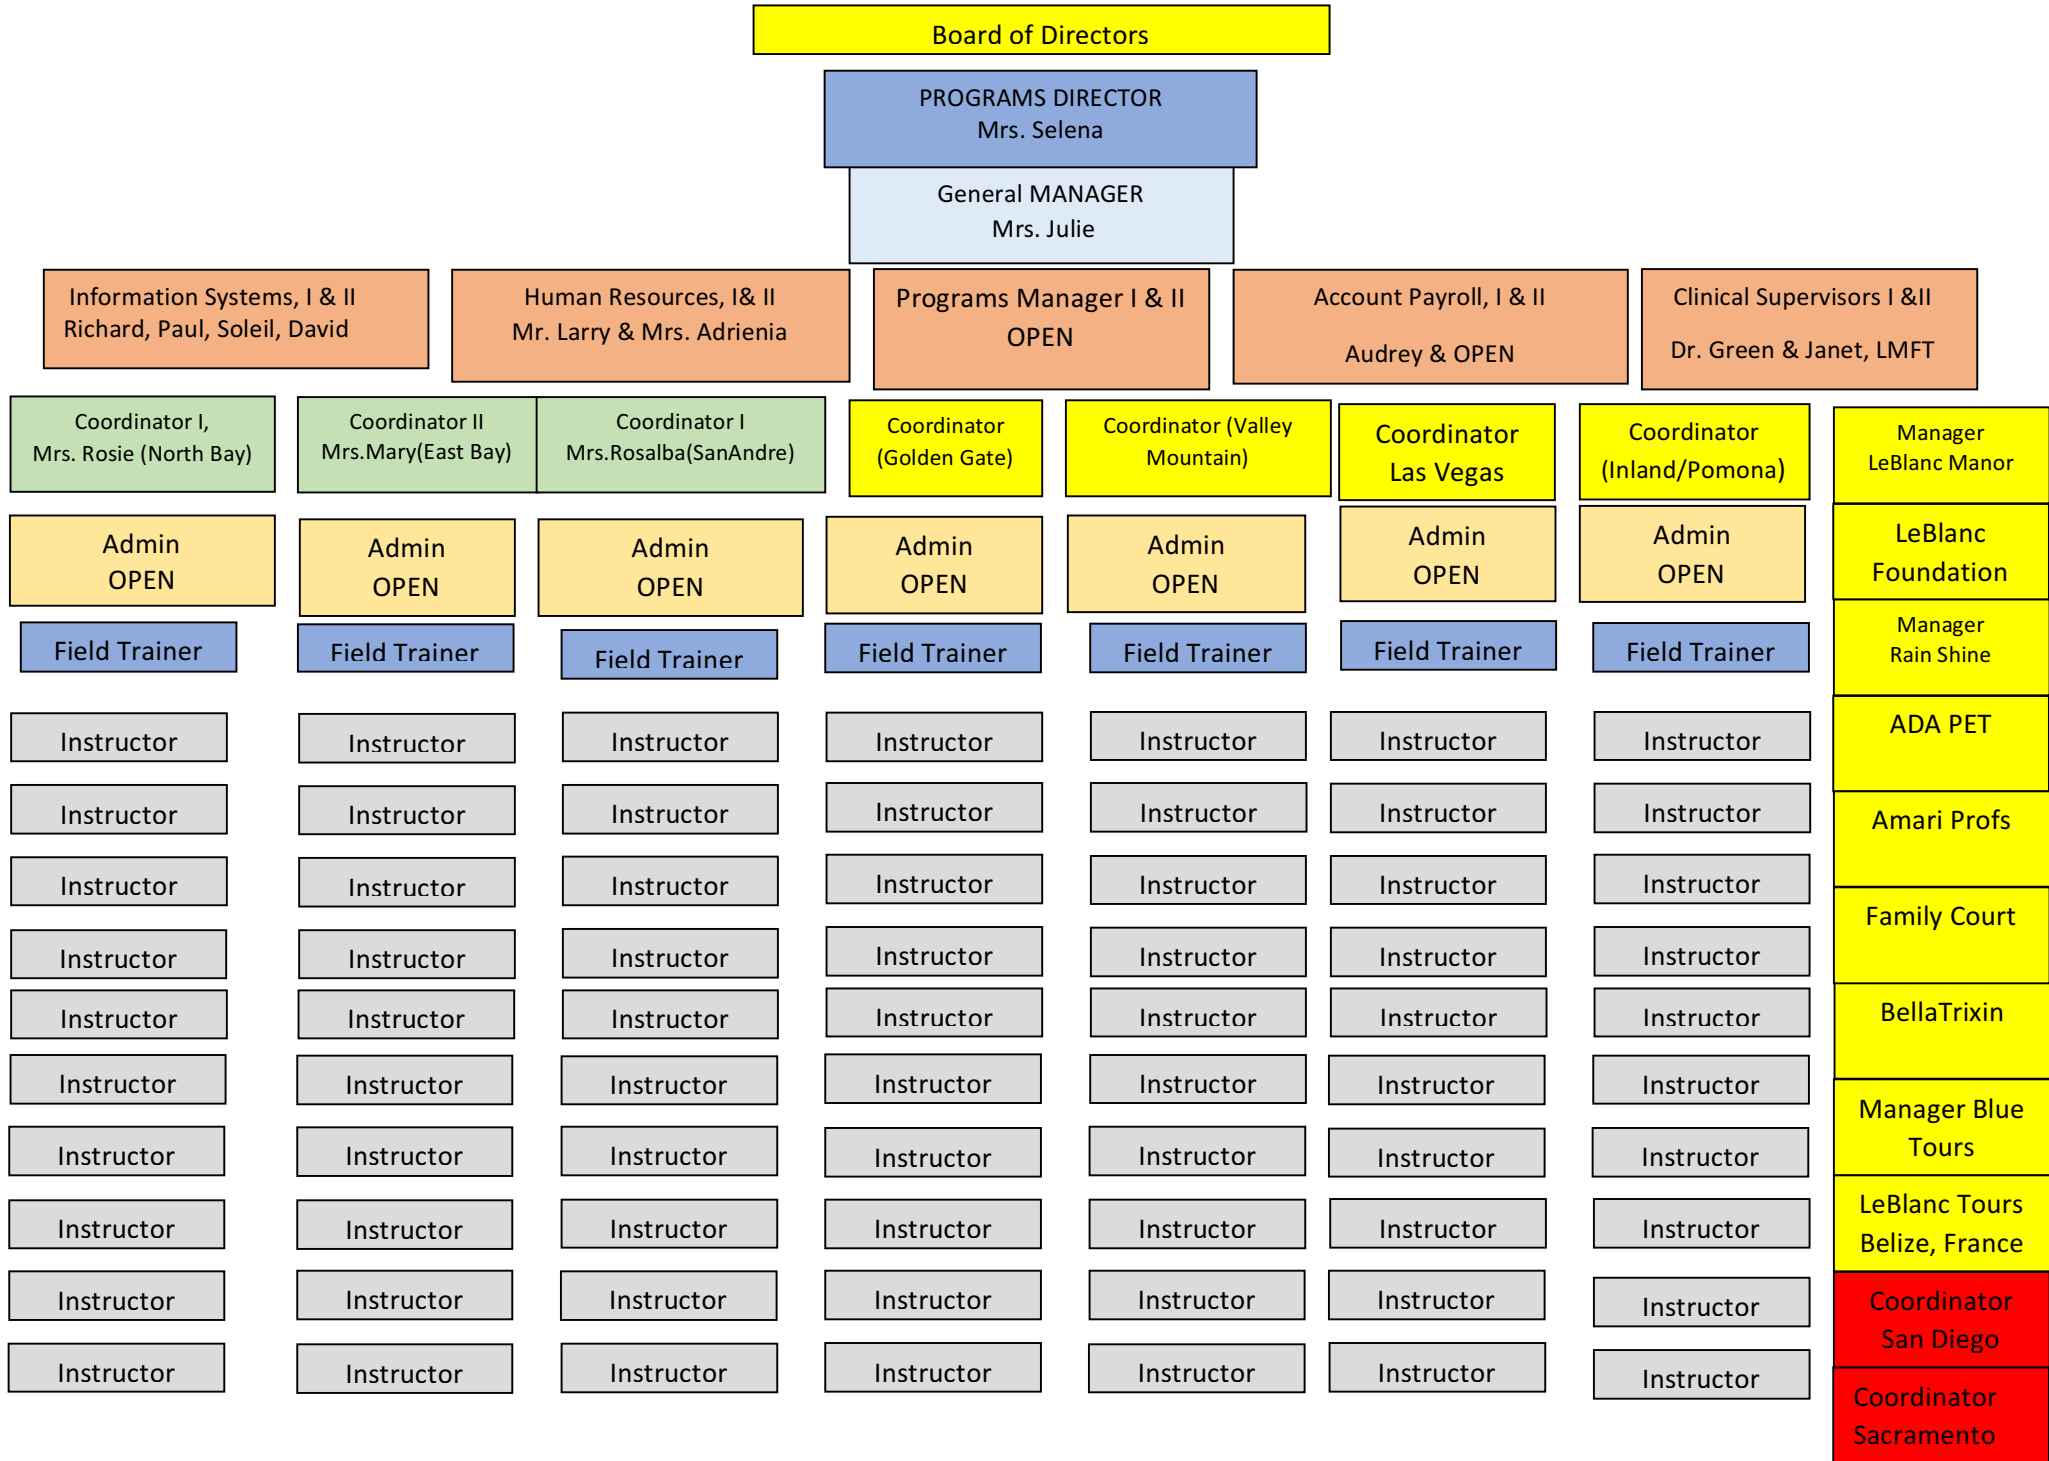 Board of Directors
PROGRAMS DIRECTOR
Mrs. Selena
General MANAGER
Mrs. Julie
Information Systems, I & II
Richard, Paul, Soleil, David
Human Resources, I& II
Mr. Larry & Mrs. Adrienia
Programs Manager I & II
OPEN
Account Payroll, I & II
Audrey & OPEN
Clinical Supervisors I &II
Dr. Green & Janet, LMFT
Coordinator I,
Mrs. Rosie (North Bay)
Coordinator II
Mrs.Mary(East Bay)
Coordinator I
Mrs.Rosalba(SanAndre)
Coordinator
(Golden Gate)
Coordinator (Valley
Mountain)
Coordinator
Las Vegas
Coordinator
(Inland/Pomona)
Manager
LeBlanc Manor
Admin
OPEN
Admin
OPEN
Admin
OPEN
Admin
OPEN
Admin
OPEN
Admin
OPEN
Admin
OPEN
LeBlanc
Foundation
Field Trainer
Field Trainer
Field Trainer
Field Trainer
Field Trainer
Field Trainer
Field Trainer
Manager
Rain Shine
Instructor
Instructor
Instructor
Instructor
Instructor
Instructor
Instructor
ADA PET
Instructor
Instructor
Instructor
Instructor
Instructor
Instructor
Instructor
Amari Profs
Instructor
Instructor
Instructor
Instructor
Instructor
Instructor
Instructor
Family Court
Instructor
Instructor
Instructor
Instructor
Instructor
Instructor
Instructor
BellaTrixin
Instructor
Instructor
Instructor
Instructor
Instructor
Instructor
Instructor
Instructor
Instructor
Instructor
Instructor
Instructor
Instructor
Instructor
Manager Blue
Tours
Instructor
Instructor
Instructor
Instructor
Instructor
Instructor
Instructor
LeBlanc Tours
Belize, France
Instructor
Instructor
Instructor
Instructor
Instructor
Instructor
Instructor
Coordinator
San Diego
Instructor
Instructor
Instructor
Instructor
Instructor
Instructor
Instructor
Coordinator
Sacramento
Instructor
Instructor
Instructor
Instructor
Instructor
Instructor
Instructor